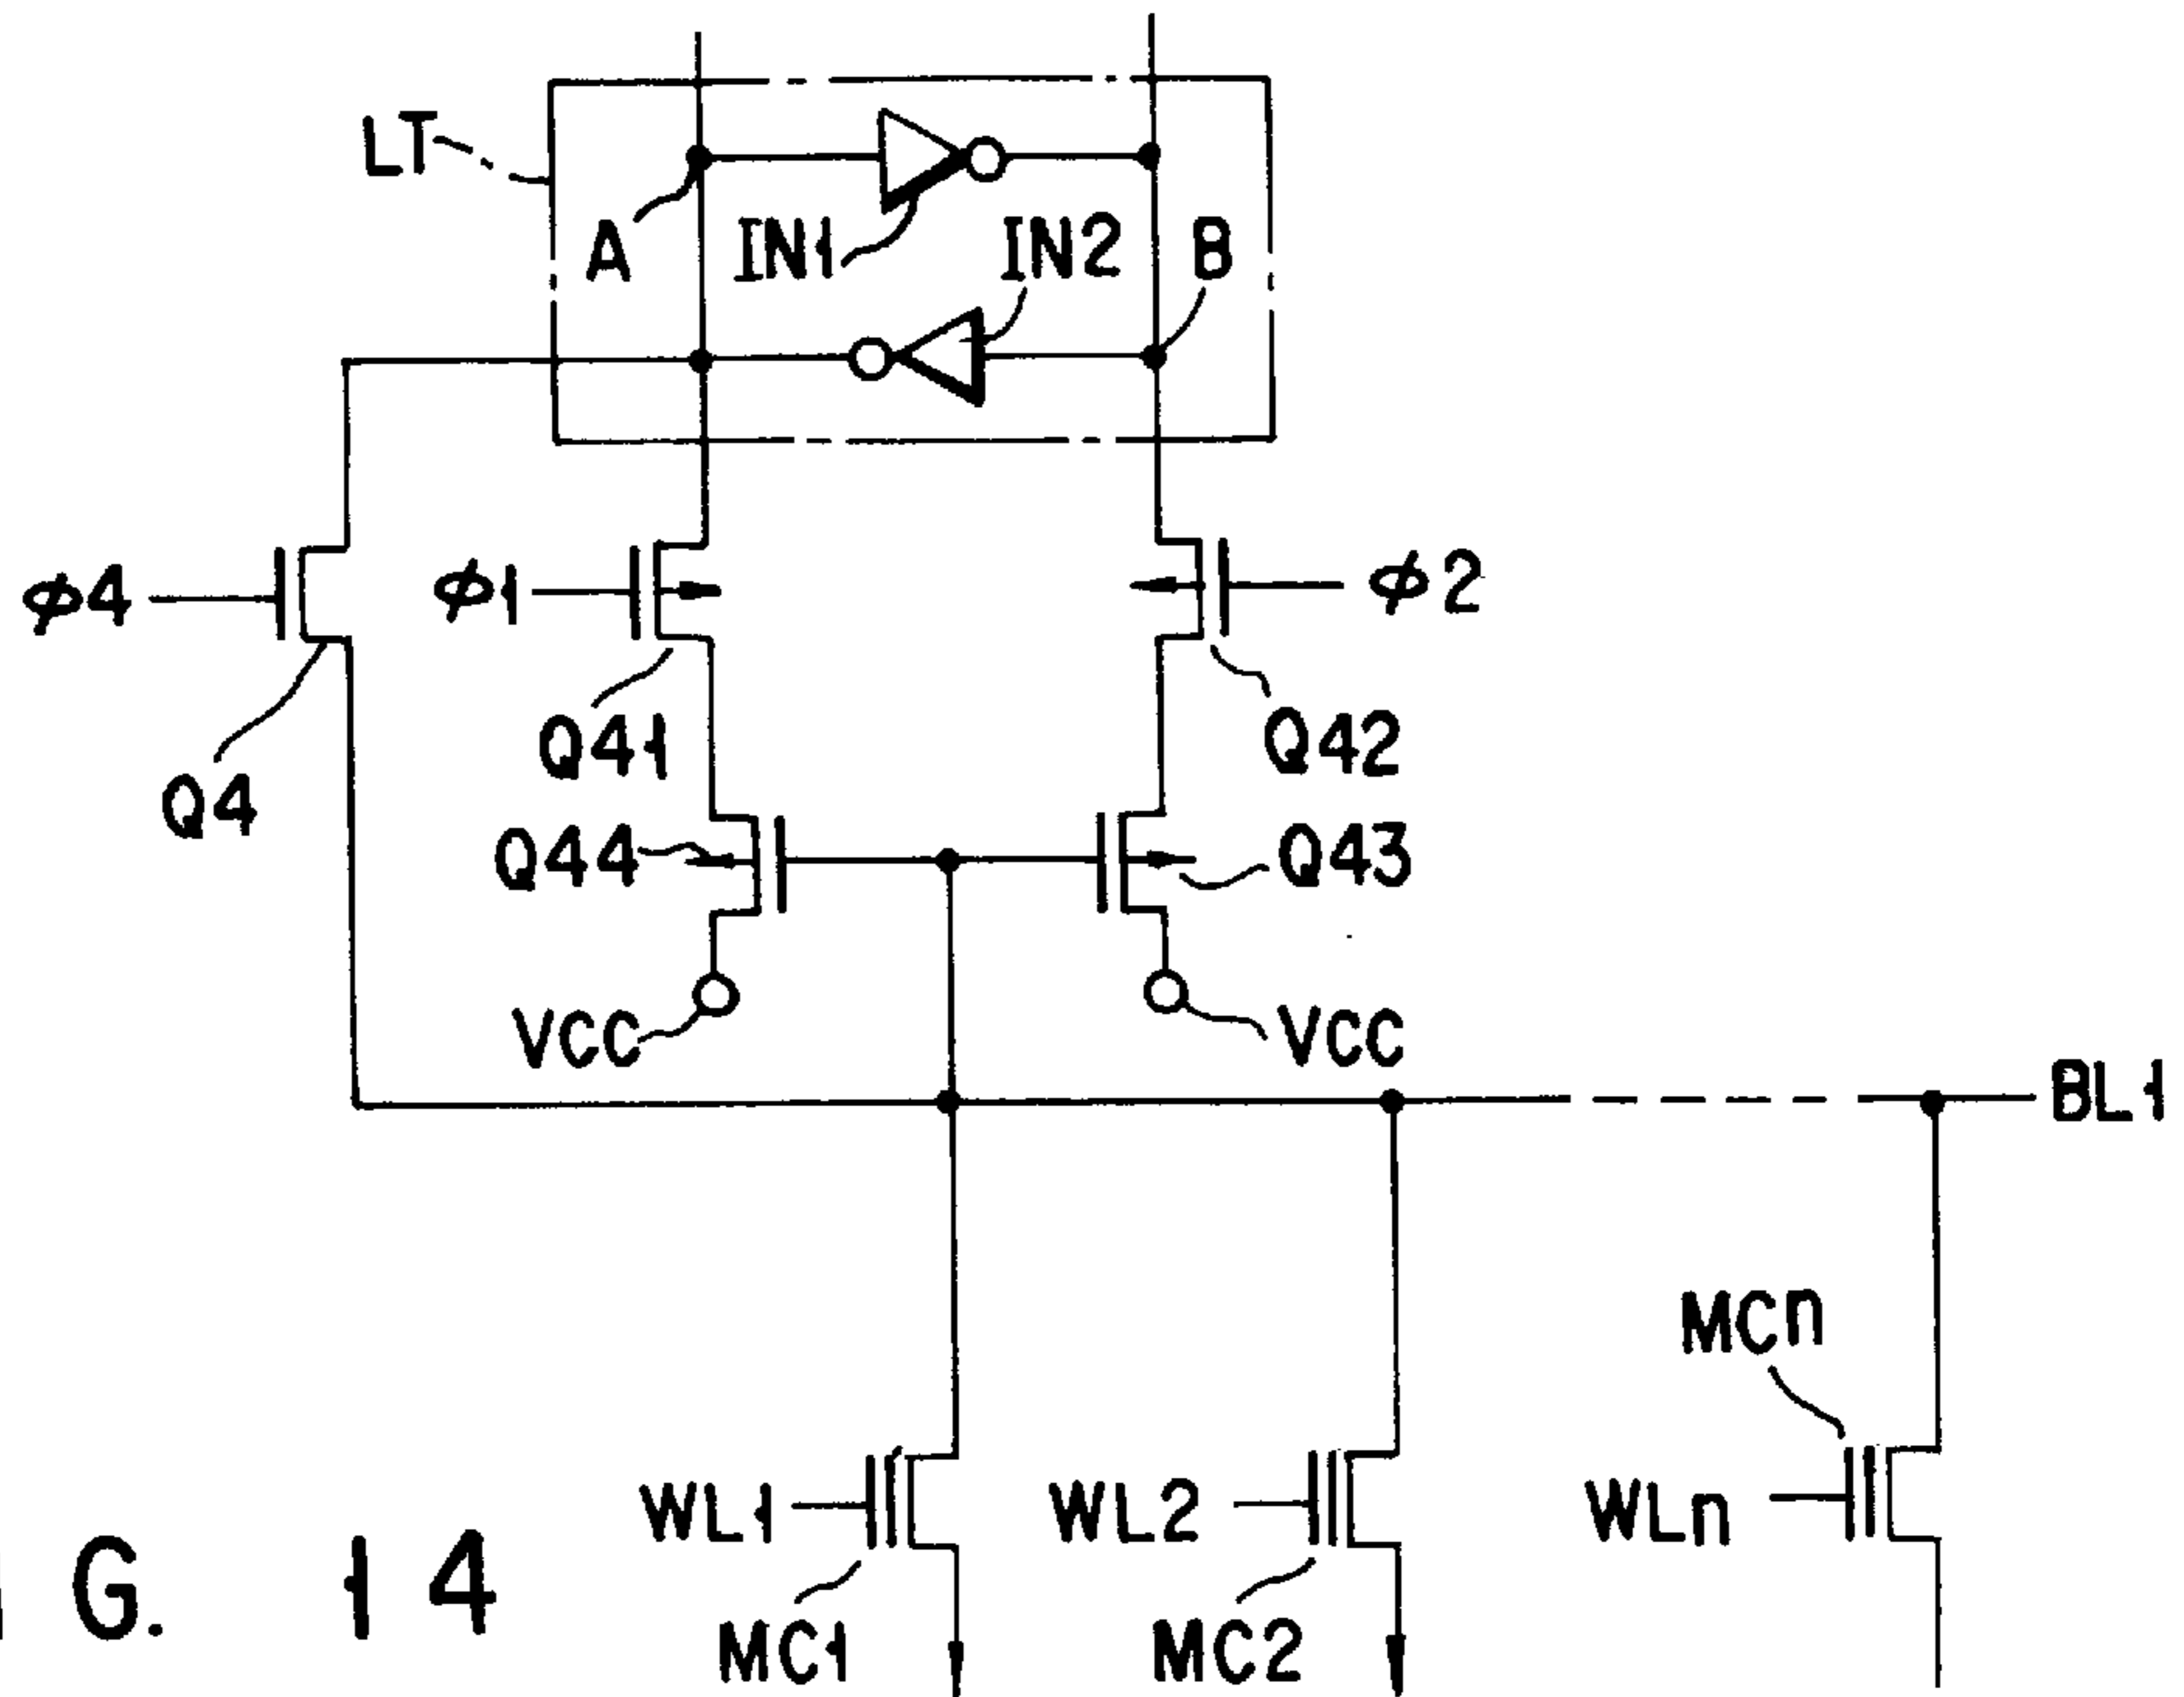 LT
A
IN1
IN2
B
φ4
φ1
φ2
Q4
Q41
Q42
Q44
Q43
VCC
VCC
BL1
MCn
WL1
WL2
WLn
MC1
MC2
G. 14